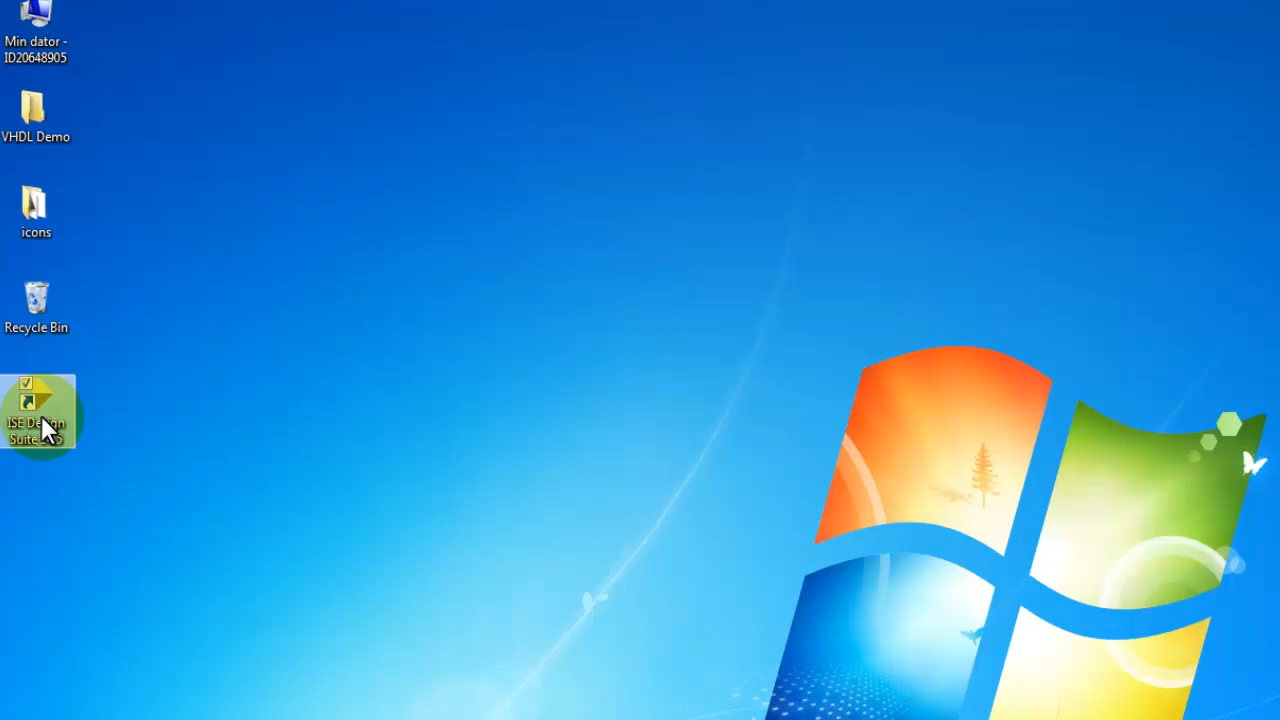 Min dator -
ID20648905
VHDL Demo
icons
Recycle Bin
ISE Design
Suite